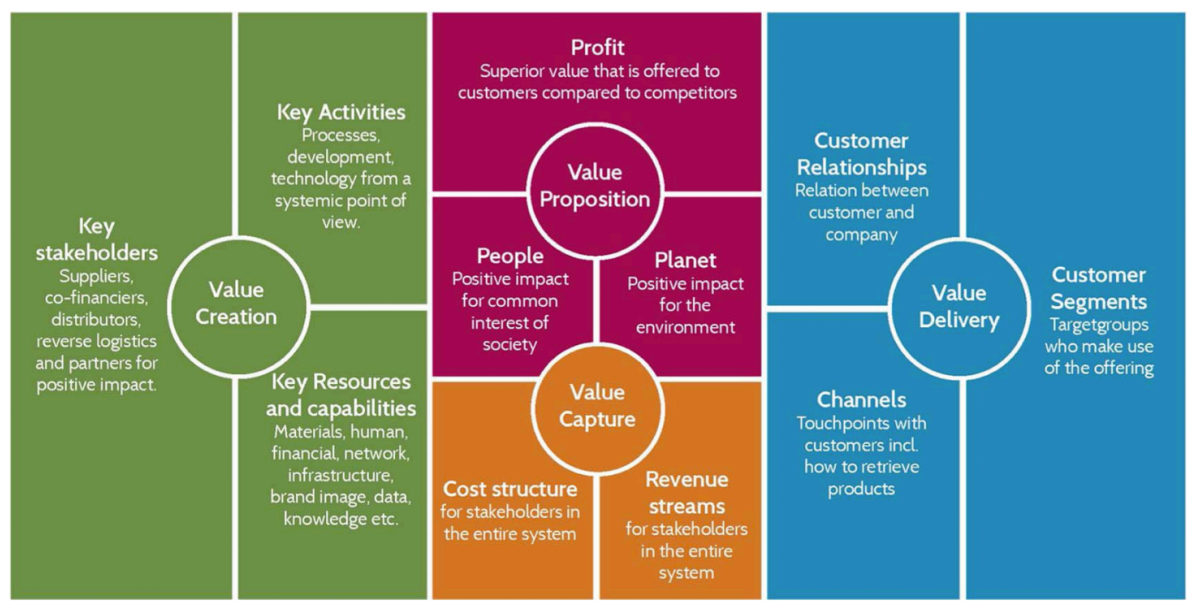 Key
stakeholders
Suppliers,
co-financiers,
distributors,
reverse logistics
and partners for
positive impact.
Value
Creation
Key Activities
Processes,
development,
technology from a
systemic point of
view.
Key Resources
and capabilities
Materials, human,
financial, network,
infrastructure,
brand image, data,
knowledge etc.
Profit
Superior value that is offered to
customers compared to competitors
Value
Proposition
People
Positive impact
for common
interest of
society
Planet
Positive impact
for the
environment
Value
Capture
Cost structure
for stakeholders in
the entire system
Revenue
streams
for stakeholders
in the entire
system
Customer
Relationships
Relation between
customer and
company
Value
Delivery
Channels
Touchpoints with
customers incl.
how to retrieve
products
Customer
Segments
Targetgroups
who make use
of the offering